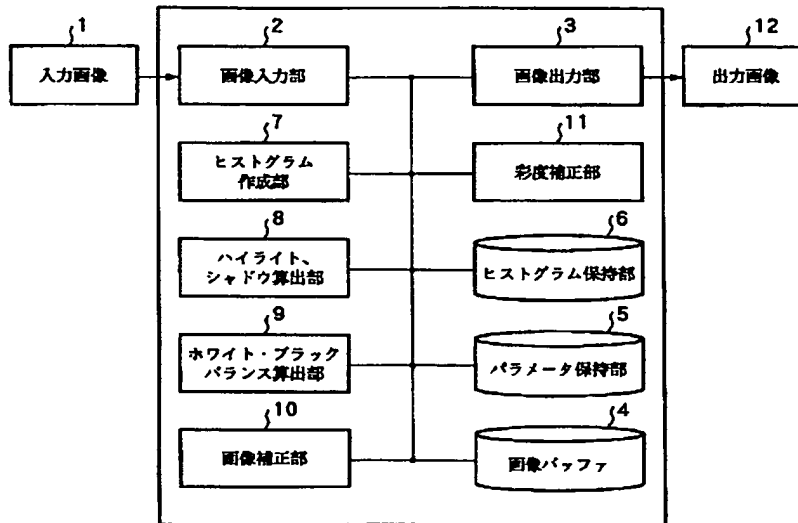 1
2
3
12
入力画像
画像入力部
画像出力部
出力画像
7
11
ヒストグラム
作成部
彩度補正部
8
6
ハイライト、
シャドウ算出部
ヒストグラム保持部
9
5
ホワイト・ブラック
バランス算出部
パラメータ保持部
10
4
画像補正部
画像バッファ